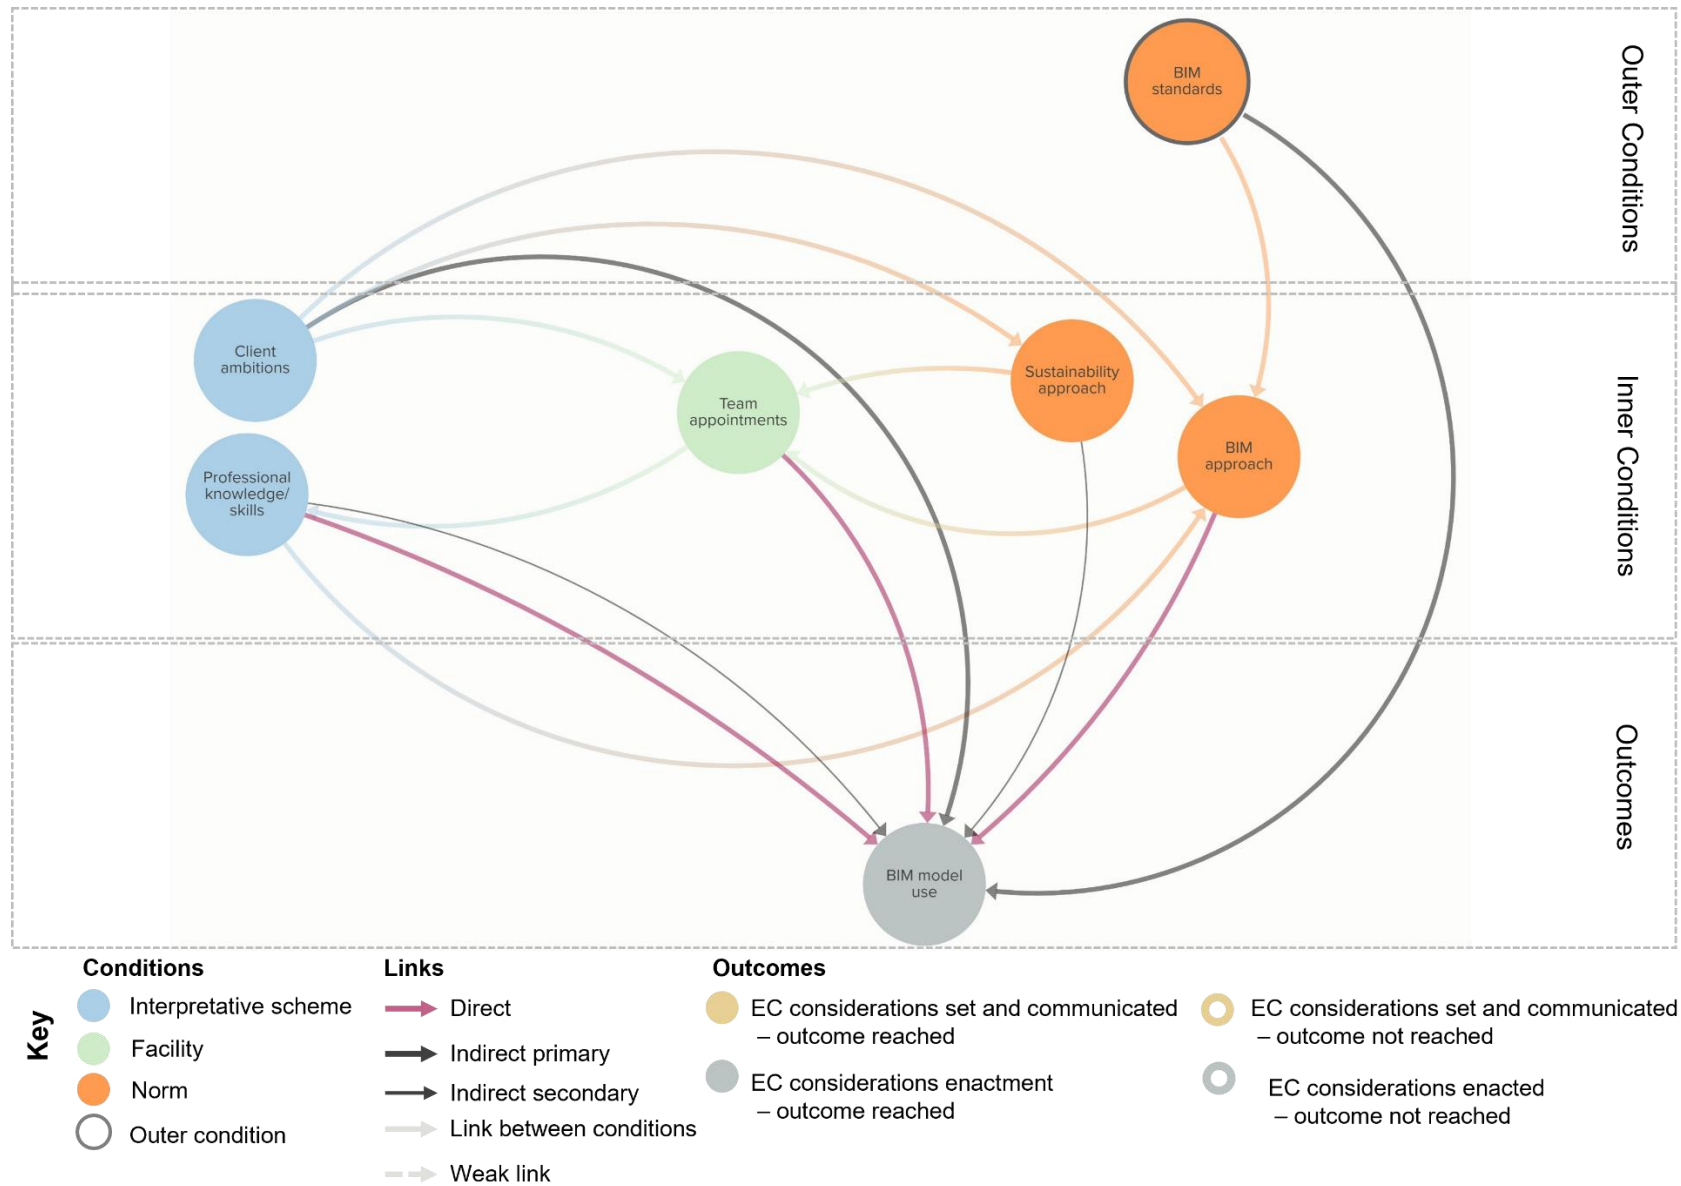 BIM
standards
Outer Conditions
Client
ambitions
Sustainability
approach
Team
appointments
BIM
approach
Professional
knowledge/
skills
Inner Conditions
BIM model
use
Outcomes
Key
Conditions
Interpretative scheme
Facility
Norm
Outer condition
Links
Direct
Indirect primary
Indirect secondary
Link between conditions
Weak link
Outcomes
EC considerations set and communicated
– outcome reached
EC considerations enactment
– outcome reached
EC considerations set and communicated
– outcome not reached
EC considerations enacted
– outcome not reached